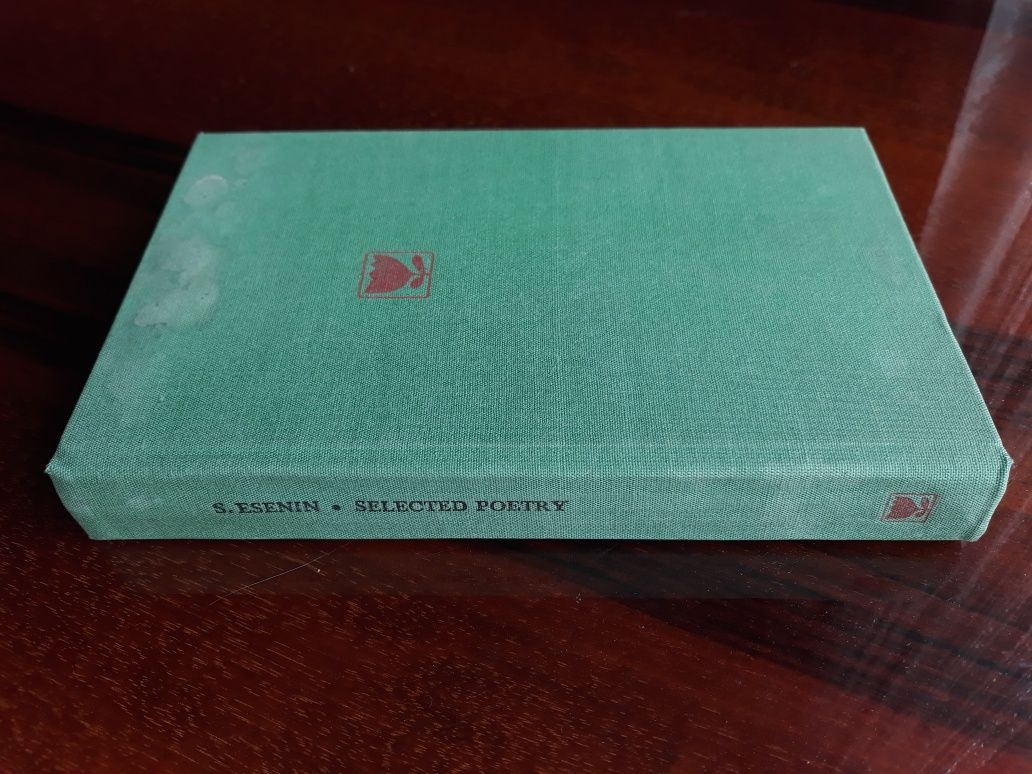 S. ESENIN • SELECTED POETRY